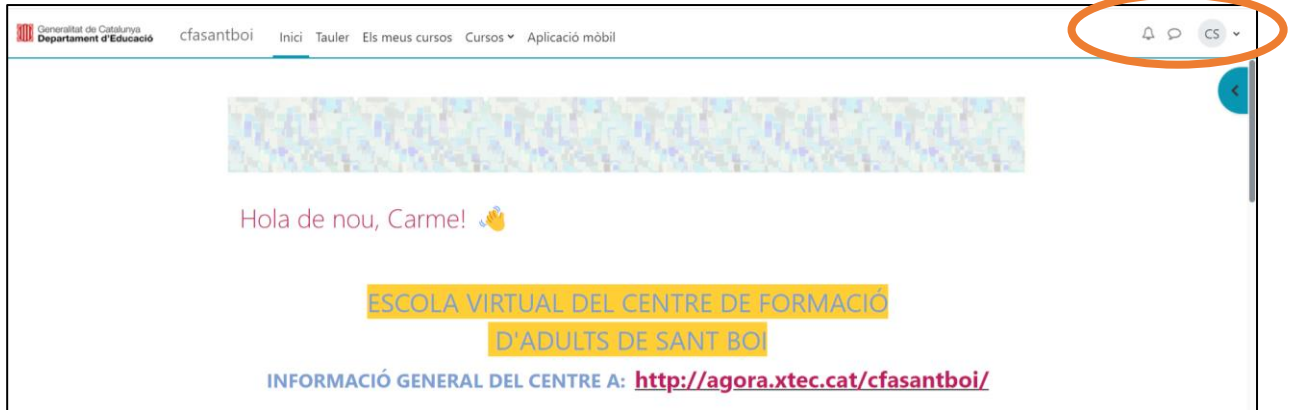 Generalitat de Catalunya
Departament d'Educació
cfasantboi Inici Tauler Els meus cursos Cursos Aplicació mòbil CS
Hola de nou, Carme!
ESCOLA VIRTUAL DEL CENTRE DE FORMACIÓ
D'ADULTS DE SANT BOI
INFORMACIÓ GENERAL DEL CENTRE A: http://agora.xtec.cat/cfasantboi/